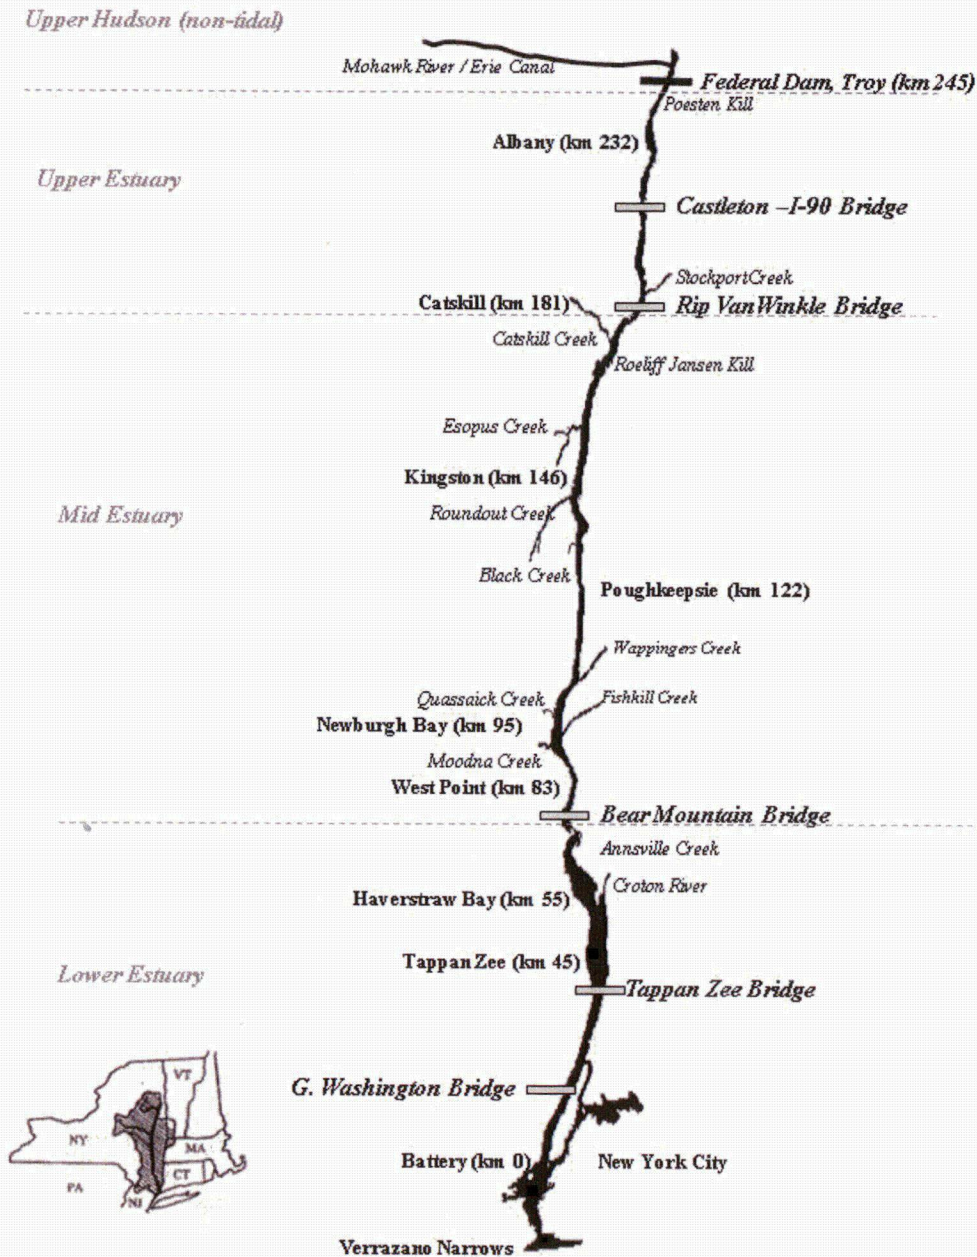 Upper Hudson (non-tidal)
Mohawk River / Erie Canal
Federal Dam, Troy (km 245)
Poesten Kill
Albany (km 232)
Upper Estuary
Castleton –I-90 Bridge
Stockport Creek
Catskill (km 181)
Rip Van Winkle Bridge
Catskill Creek
Roeliff Jansen Kill
Esopus Creek
Kingston (km 146)
Mid Estuary
Roundout Creek
Black Creek
Poughkeepsie (km 122)
Wappingers Creek
Quassaick Creek
Fishkill Creek
Newburgh Bay (km 95)
Moodna Creek
West Point (km 83)
Bear Mountain Bridge
Annsville Creek
Croton River
Haverstraw Bay (km 55)
Tappan Zee (km 45)
Lower Estuary
Tappan Zee Bridge
VT
G. Washington Bridge
NY
MA
Battery (km 0)
New York City
CT
PA
NJ
Verrazano Narrows